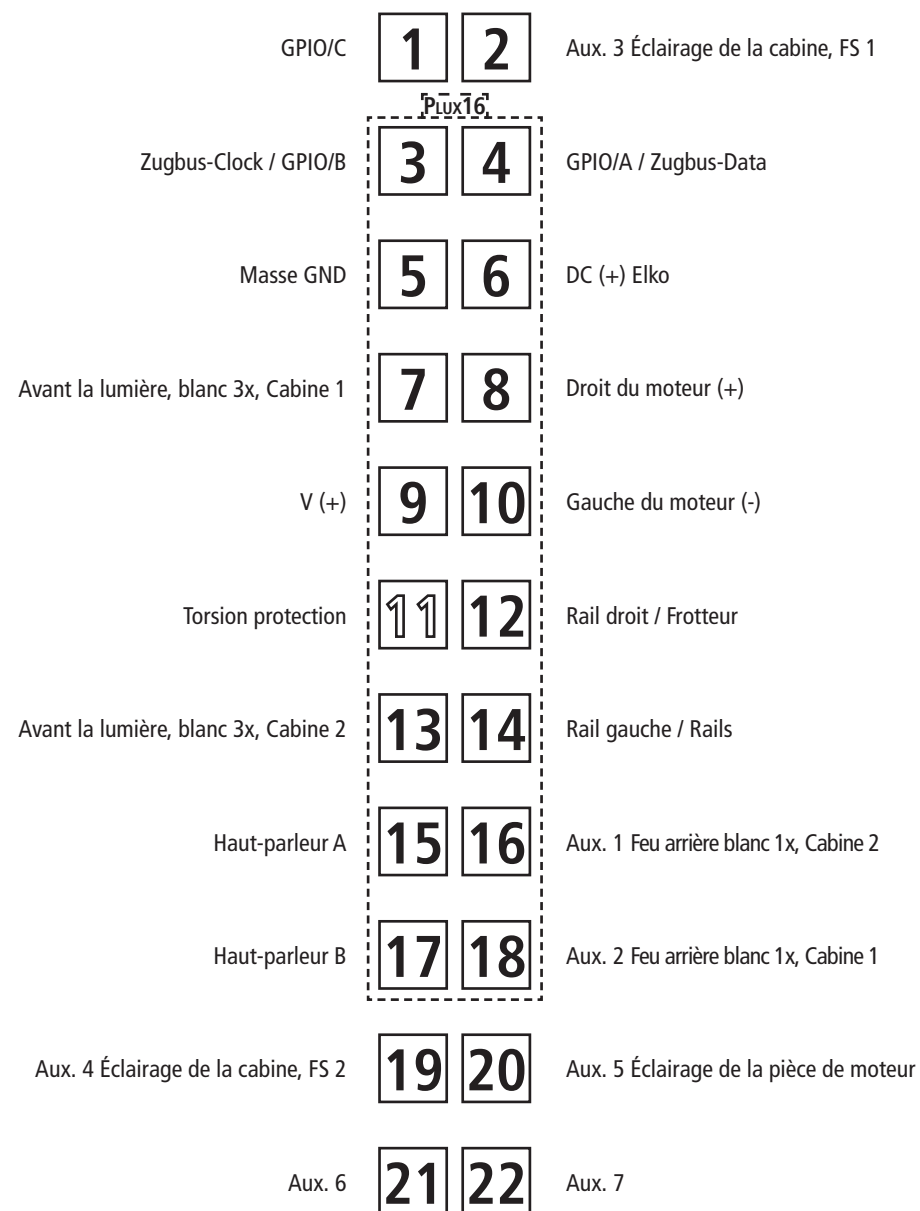 GPIO/C 1 2 Aux. 3 Éclairage de la cabine, FS 1
PLUX16
Zugbus-Clock / GPIO/B 3 4 GPIO/A / Zugbus-Data
Masse GND 5 6 DC (+) Elko
Avant la lumière, blanc 3x, Cabine 1 7 8 Droit du moteur (+)
V (+) 9 10 Gauche du moteur (-)
Torsion protection 11 12 Rail droit / Frotteur
Avant la lumière, blanc 3x, Cabine 2 13 14 Rail gauche / Rails
Haut-parleur A 15 16 Aux. 1 Feu arrière blanc 1x, Cabine 2
Haut-parleur B 17 18 Aux. 2 Feu arrière blanc 1x, Cabine 1
Aux. 4 Éclairage de la cabine, FS 2 19 20 Aux. 5 Éclairage de la pièce de moteur
Aux. 6 21 22 Aux. 7